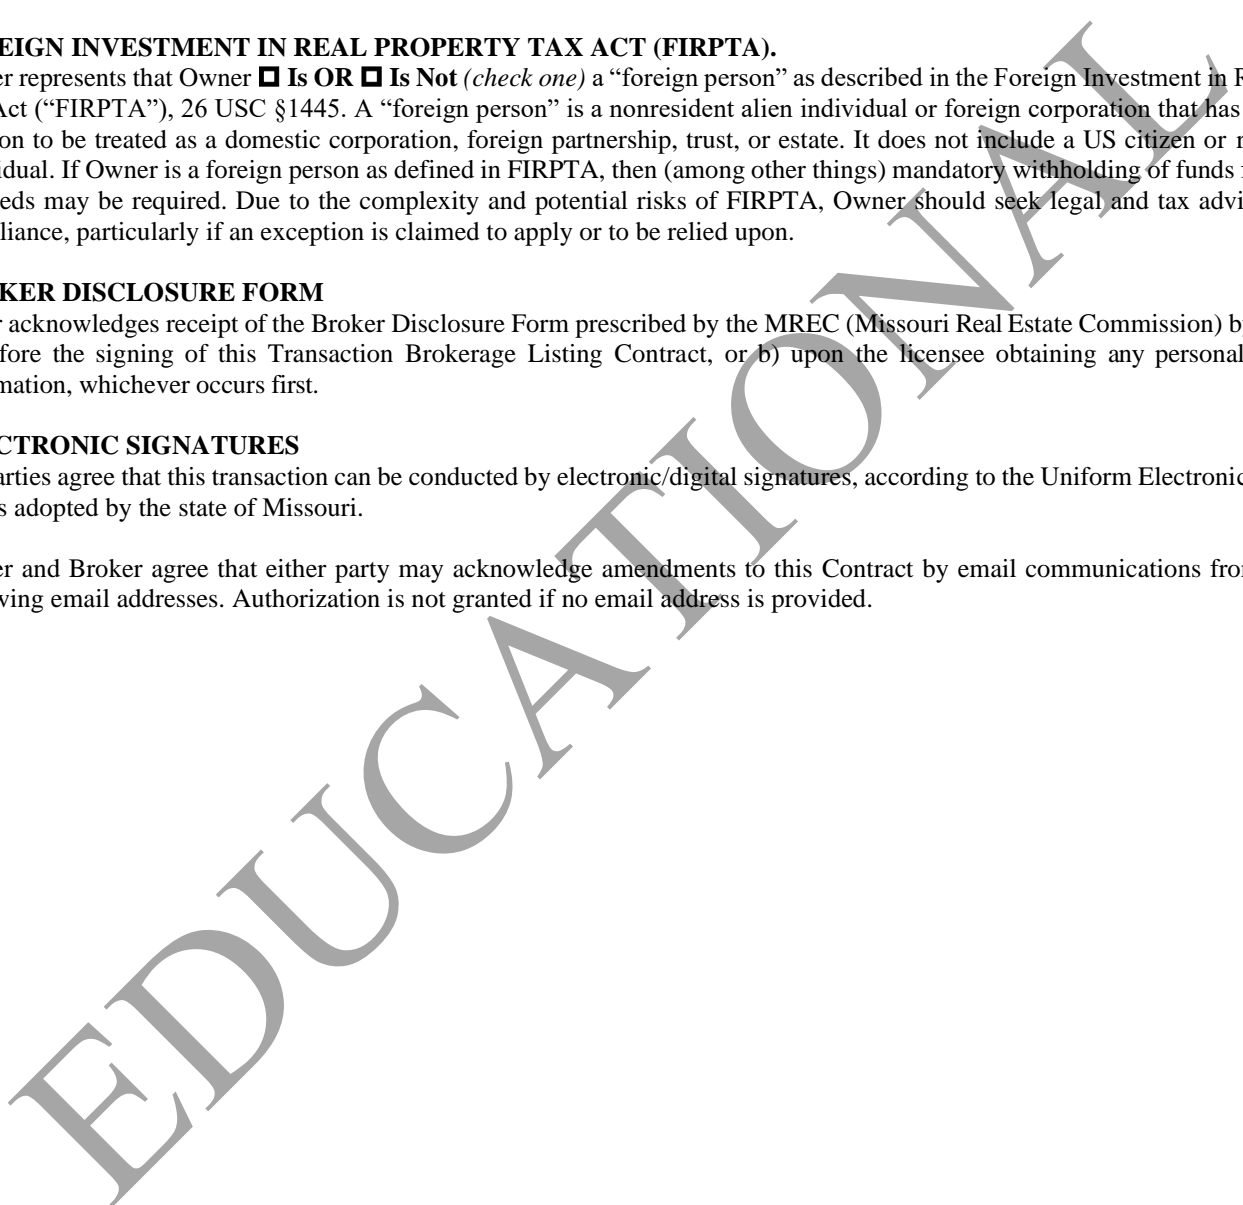 EIGN INVESTMENT IN REAL PROPERTY TAX ACT (FIRPTA).
er represents that Owner Is OR Is Not (check one) a “foreign person” as described in the Foreign Investment in R
Act (“FIRPTA”), 26 USC §1445. A “foreign person” is a nonresident alien individual or foreign corporation that has
on to be treated as a domestic corporation, foreign partnership, trust, or estate. It does not include a US citizen or r
idual. If Owner is a foreign person as defined in FIRPTA, then (among other things) mandatory withholding of funds
eeds may be required. Due to the complexity and potential risks of FIRPTA, Owner should seek legal and tax advi
liance, particularly if an exception is claimed to apply or to be relied upon.
KER DISCLOSURE FORM
r acknowledges receipt of the Broker Disclosure Form prescribed by the MREC (Missouri Real Estate Commission) b
fore the signing of this Transaction Brokerage Listing Contract, or b) upon the licensee obtaining any personal
mation, whichever occurs first.
CTRONIC SIGNATURES
arties agree that this transaction can be conducted by electronic/digital signatures, according to the Uniform Electronic
s adopted by the state of Missouri.
er and Broker agree that either party may acknowledge amendments to this Contract by email communications fro
wing email addresses. Authorization is not granted if no email address is provided.
EDUCATIONAL